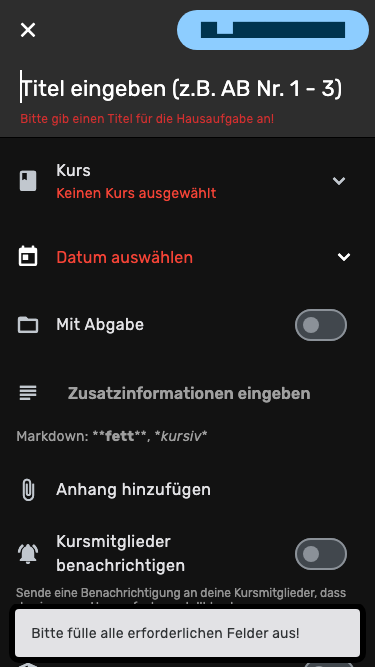 Titel eingeben (z.B. AB Nr. 1 - 3)
Bitte gib einen Titel für die Hausaufgabe an!
Kurs
Keinen Kurs ausgewählt
Datum auswählen
Mit Abgabe
Zusatzinformationen eingeben
Markdown: **fett**, *kursiv*
Anhang hinzufügen
Kursmitglieder
benachrichtigen
Sende eine Benachrichtigung an deine Kursmitglieder, dass
Bitte fülle alle erforderlichen Felder aus!